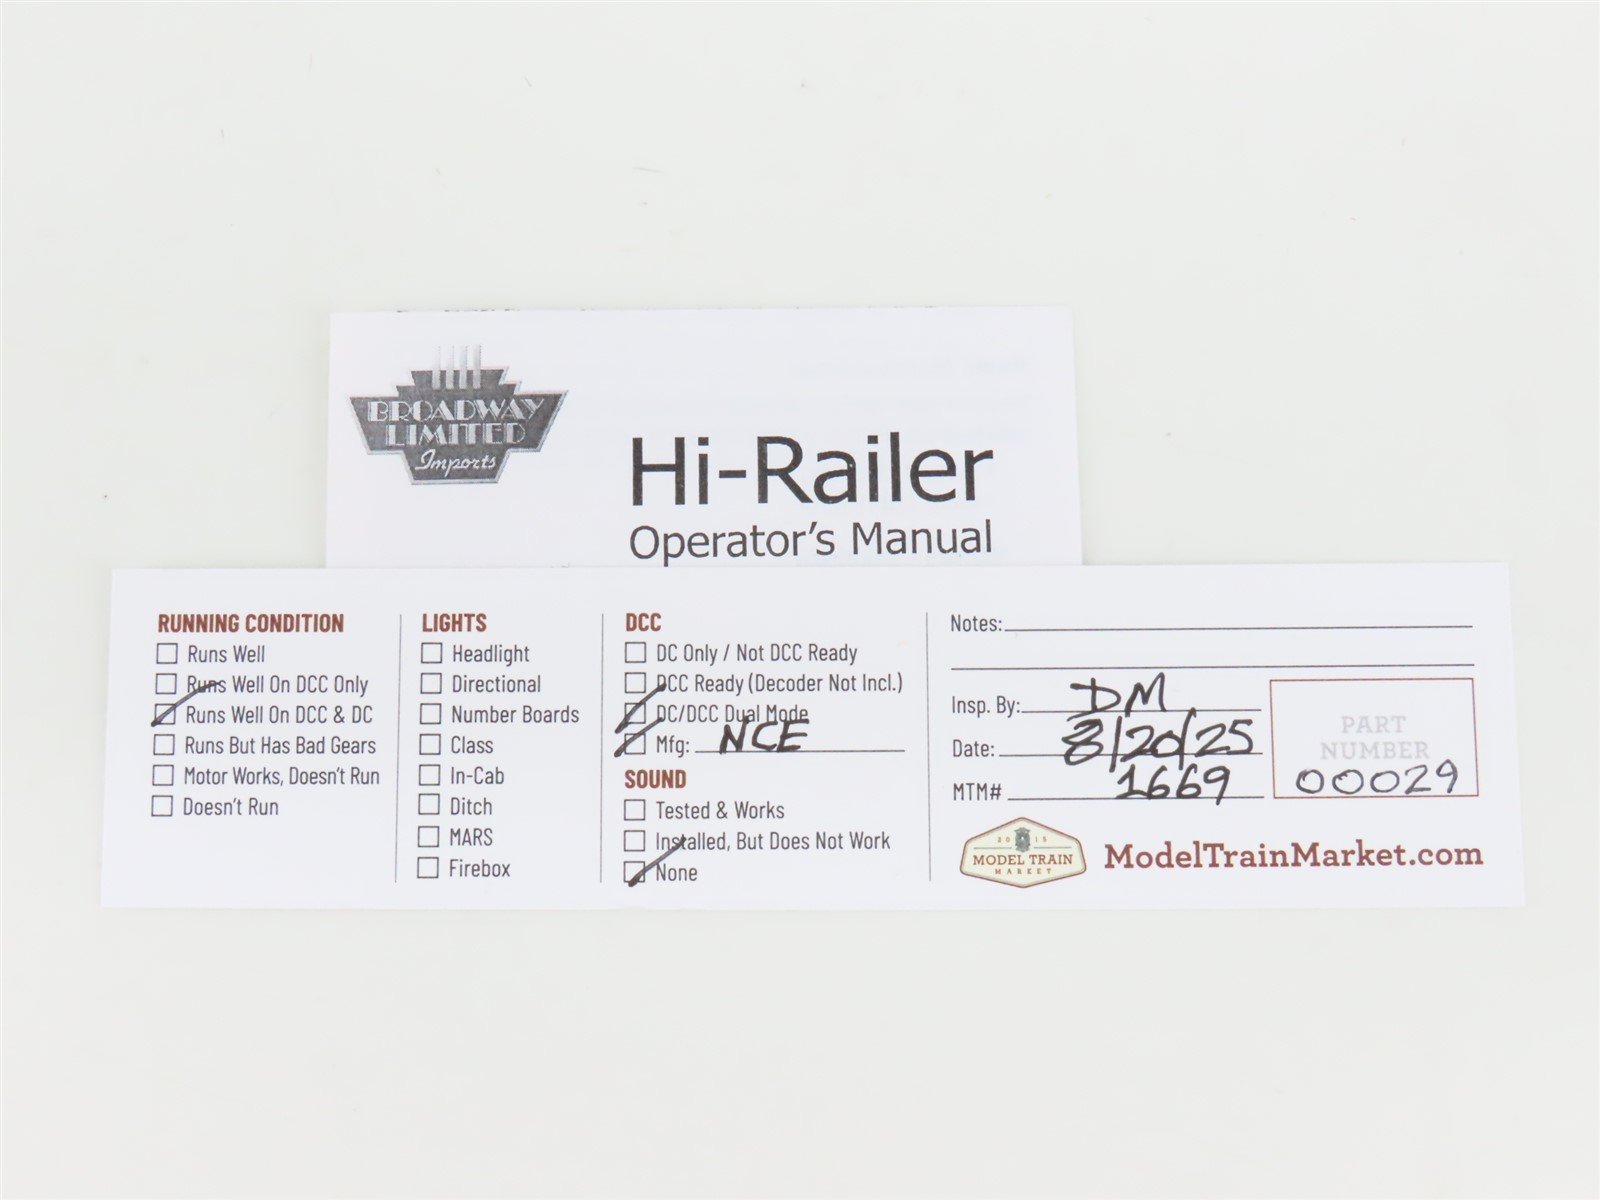 BROADWAY
LIMITED
Imports
Hi-Railer
Operator's Manual
RUNNING CONDITION
Runs Well
Runs Well On DCC Only
Runs Well On DCC & DC
Runs But Has Bad Gears
Motor Works, Doesn't Run
Doesn't Run
LIGHTS
Headlight
Directional
Number Boards
Class
In-Cab
Ditch
MARS
Firebox
DCC
DC Only / Not DCC Ready
DCC Ready (Decoder Not Incl.)
DC/DCC Dual Mode
Mfg: NCE
SOUND
Tested & Works
Installed, But Does Not Work
None
Notes:
Insp. By: DM
Date: 8/20/25
MTM# 1669
PART
NUMBER
00029
2015
MODEL TRAIN
MARKET
ModelTrainMarket.com